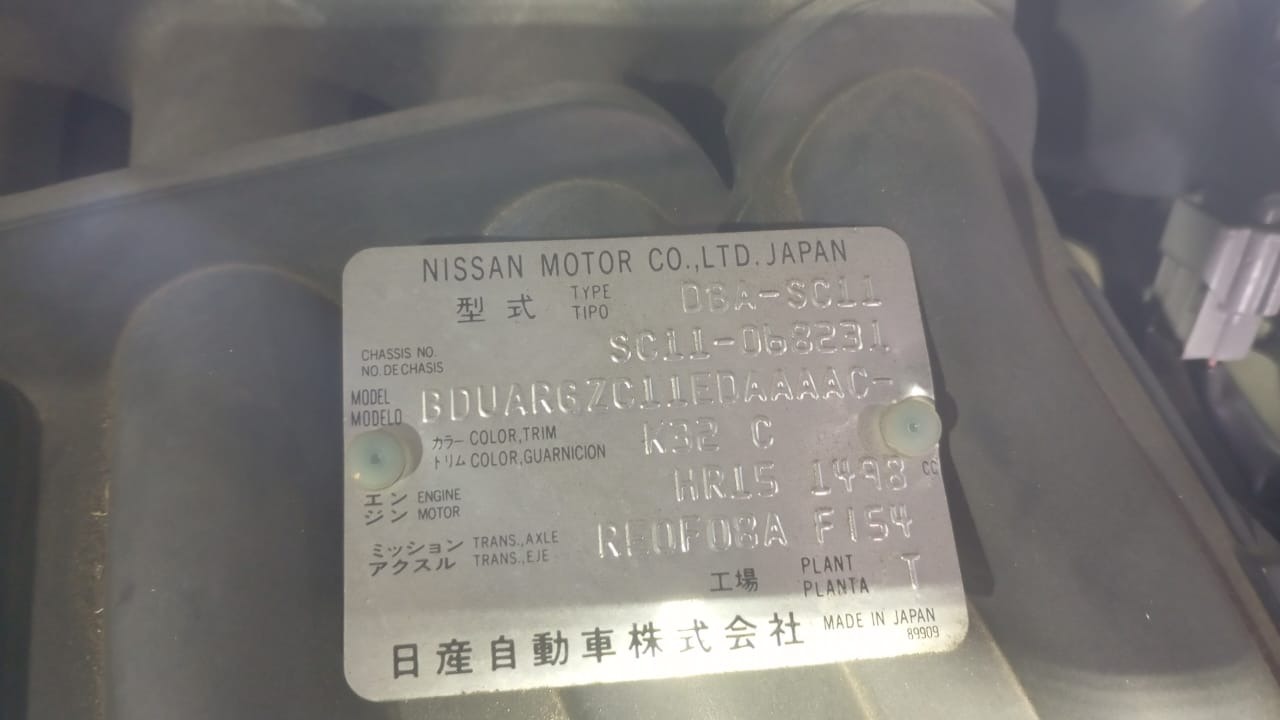 NISSAN MOTOR CO.,LTD. JAPAN
型式 TYPE TIPO DBA-SC11
CHASSIS NO. NO. DE CHASIS SC11-068231
MODEL MODELO BDUAR6ZC11EDAAAAC-
カラー COLOR,TRIM K32 C
トリム COLOR,GUARNICION
エンジン ENGINE MOTOR HR15 1498 CC
ミッション TRANS.,AXLE RE0F08A FI54
アクスル TRANS.,EJE
工場 PLANT PLANTA T
日産自動車株式会社 MADE IN JAPAN
89909